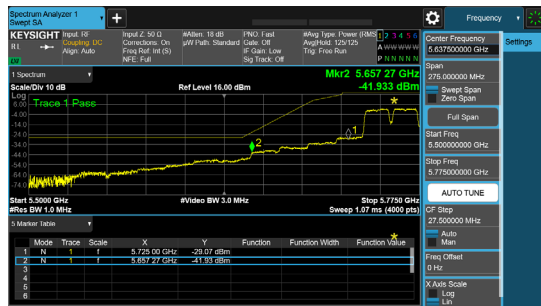 Spectrum Analyzer 1
Swept SA
+
Frequency
KEYSIGHT Input: RF Input Z: 50 Ω #Atten: 18 dB PNO: Fast #Avg Type: Power (RMS 1 2 3 4 5 6
RL Coupling: DC Corrections: On µW Path: Standard Gate: Off Avg|Hold: 125/125 A W W W W W
Align: Auto Freq Ref: Int (S) IF Gain: Low Trig: Free Run
NFE: Full Sig Track: Off P N N N N N
1 Spectrum
Mkr2 5.657 27 GHz
Scale/Div 10 dB Ref Level 16.00 dBm -41.933 dBm
Log
Trace 1 Pass
6.00
-4.00
-14.0
-24.0
-34.0
-44.0
-54.0
-64.0
-74.0
1
2
Start 5.5000 GHz #Video BW 3.0 MHz Stop 5.7750 GHz
#Res BW 1.0 MHz Sweep 1.07 ms (4000 pts)
5 Marker Table
Mode Trace Scale X Y Function Function Width Function Value
1 N 1 f 5.725 00 GHz -29.07 dBm
2 N 1 f 5.657 27 GHz -41.93 dBm
3
4
5
6
Center Frequency
5.637500000 GHz
Settings
Span
275.000000 MHz
Swept Span
Zero Span
Full Span
Start Freq
5.500000000 GHz
Stop Freq
5.775000000 GHz
AUTO TUNE
CF Step
27.500000 MHz
Auto
Man
Freq Offset
0 Hz
X Axis Scale
Log
Lin